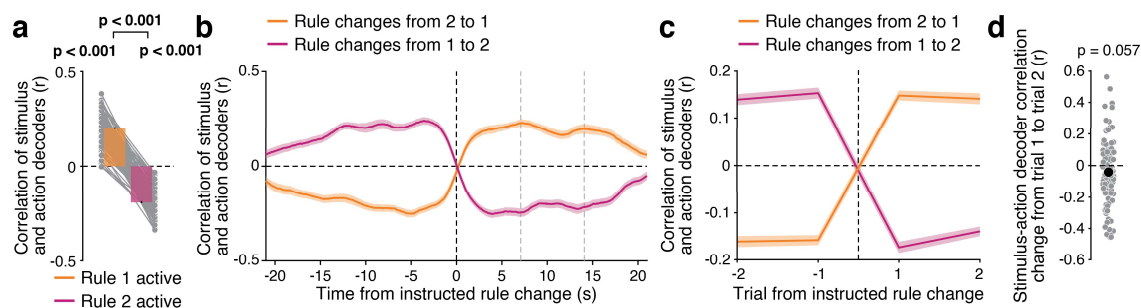 a
p < 0.001
p < 0.001
p < 0.001
Correlation of stimulus
and action decoders (r)
0.5
0
-0.5
Rule 1 active
Rule 2 active
b
Rule changes from 2 to 1
Rule changes from 1 to 2
Correlation of stimulus
and action decoders (r)
0.5
0
-0.5
-20
-15
-10
-5
0
5
10
15
20
Time from instructed rule change (s)
c
Rule changes from 2 to 1
Rule changes from 1 to 2
Correlation of stimulus
and action decoders (r)
0.2
0.1
0
-0.1
-0.2
-2
-1
1
2
Trial from instructed rule change
d
p = 0.057
Stimulus-action decoder correlation
change from trial 1 to trial 2 (r)
0.6
0.4
0.2
0
-0.2
-0.4
-0.6